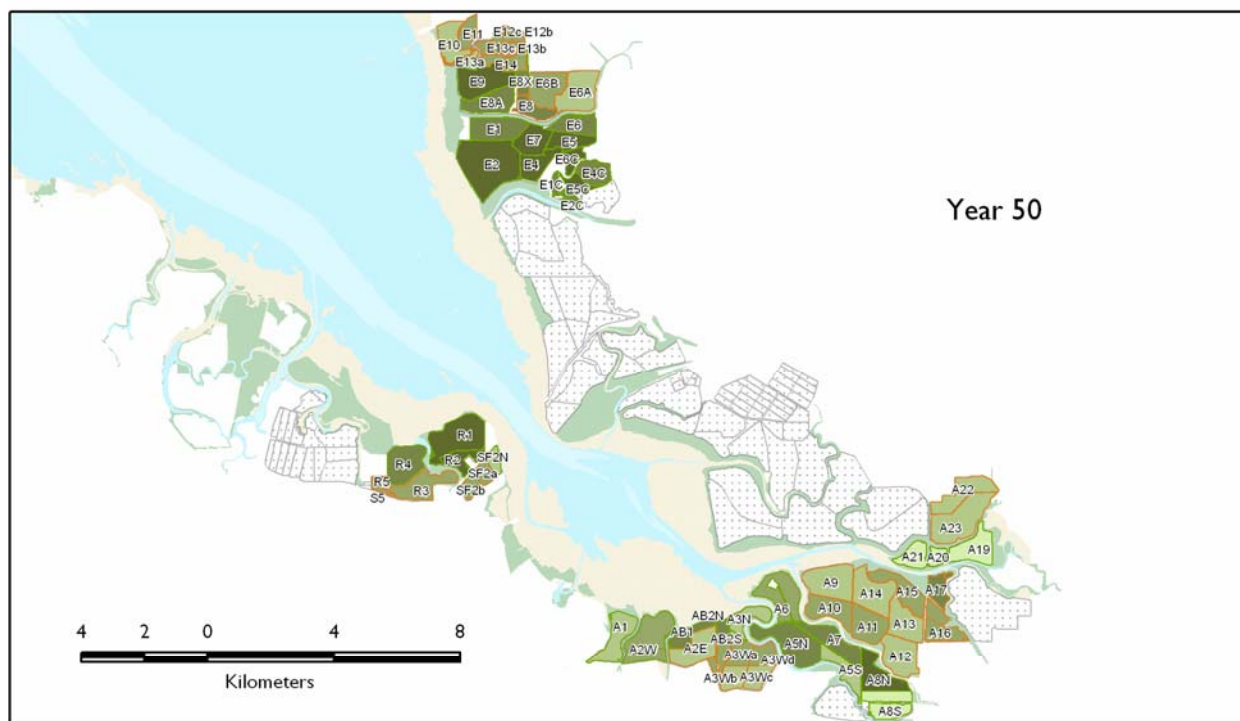 E12c E12b
E11
E10
E13c E13b
E13a
E14
E9
E8X
E6B
E6A
E8A
E8
E1
E6
E7
E5
E2
E4
E6C
E4C
E1C
E5C
E2C
Year 50
R1
R2
SF2N
R4
SF2a
R5
R3
SF2b
S5
A22
A23
A19
A21
A20
A9
A14
A15
A17
A6
A10
AB2N
A3N
A11
A13
A16
A1
AB1
AB2S
A5N
A7
A2W
A2E
A3Wa
A3Wd
A12
A5S
A8N
A3Wb
A3Wc
A8S
4 2 0 4 8
Kilometers